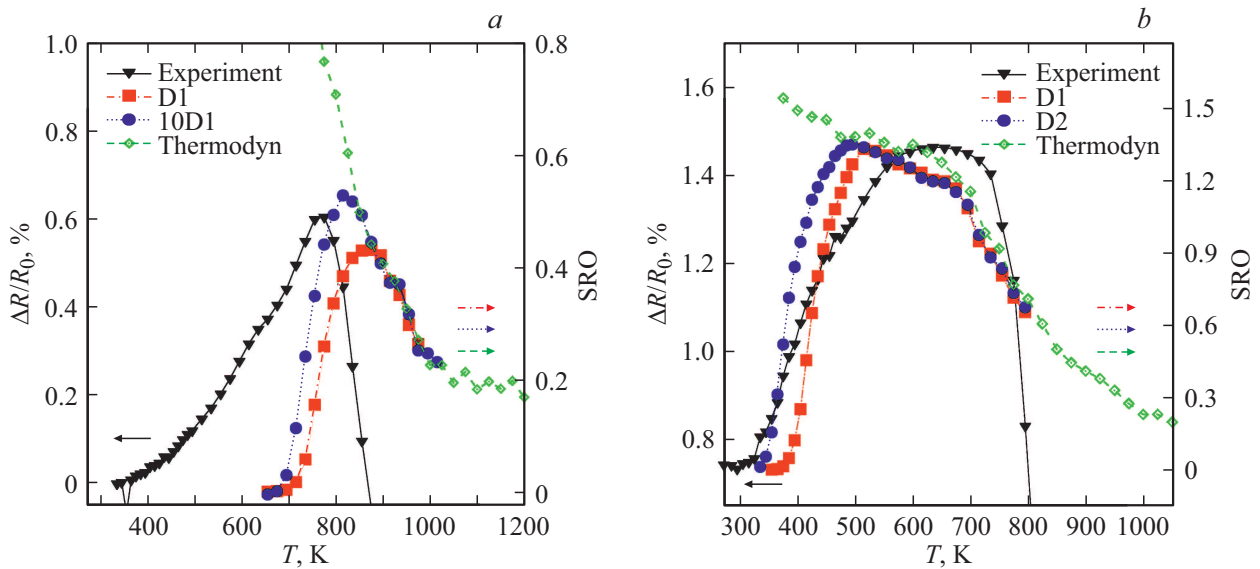 a
1.0
0.8
0.6
0.4
0.2
0
ΔR/R₀, %
Experiment
D1
10D1
Thermodyn
0.8
0.6
0.4
0.2
0
SRO
400 600 800 1000 1200
T, K
b
1.6
1.4
1.2
1.0
0.8
ΔR/R₀, %
Experiment
D1
D2
Thermodyn
1.5
1.2
0.9
0.6
0.3
0
SRO
300 400 500 600 700 800 900 1000
T, K